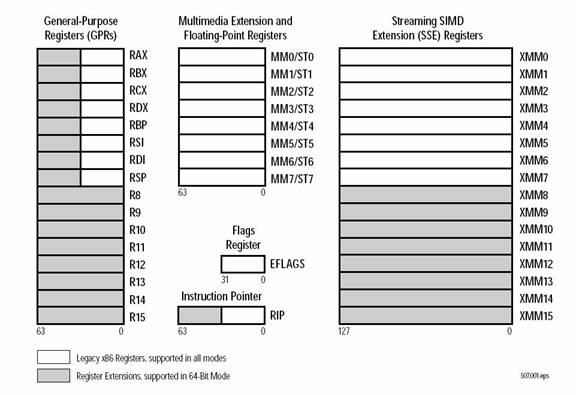 General-Purpose
Registers (GPRs)
RAX
RBX
RCX
RDX
RBP
RSI
RDI
RSP
R8
R9
R10
R11
R12
R13
R14
R15
63 0
Multimedia Extension and
Floating-Point Registers
MM0/ST0
MM1/ST1
MM2/ST2
MM3/ST3
MM4/ST4
MM5/ST5
MM6/ST6
MM7/ST7
63 0
Flags
Register
EFLAGS
31 0
Instruction Pointer
RIP
63 0
Streaming SIMD
Extension (SSE) Registers
XMM0
XMM1
XMM2
XMM3
XMM4
XMM5
XMM6
XMM7
XMM8
XMM9
XMM10
XMM11
XMM12
XMM13
XMM14
XMM15
127 0
Legacy x86 Registers, supported in all modes
Register Extensions, supported in 64-Bit Mode
507.001.eps